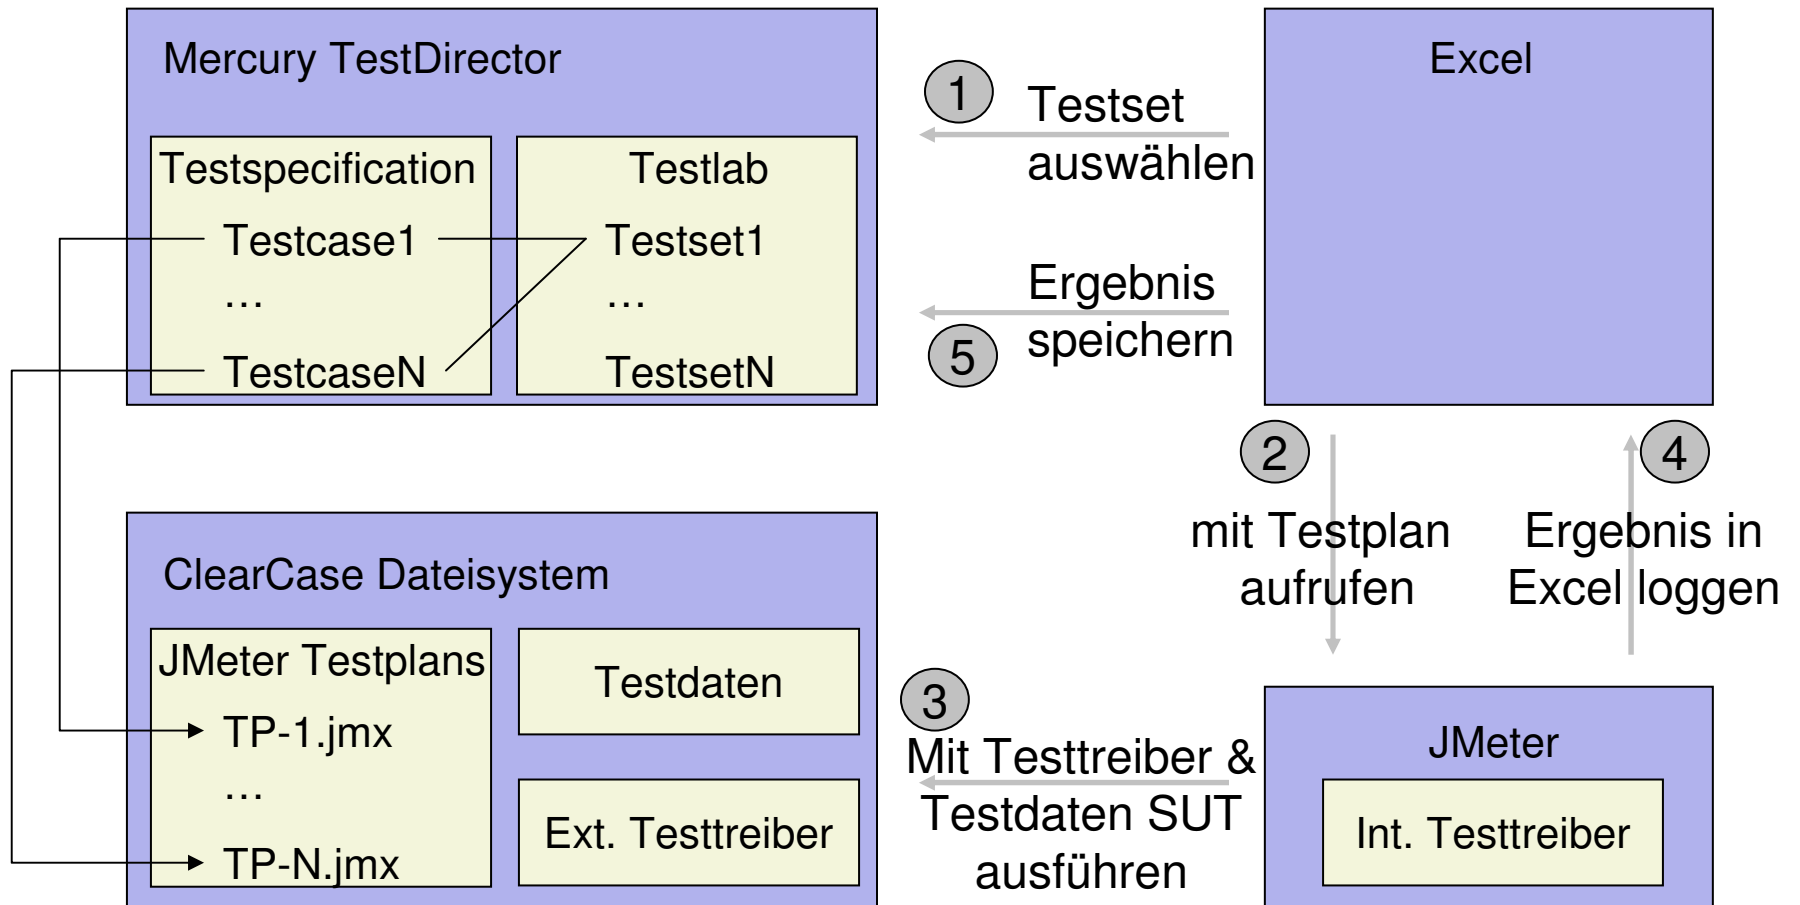 Mercury TestDirector
Testspecification
Testcase1
…
TestcaseN
Testlab
Testset1
…
TestsetN
1
Testset
auswählen
Ergebnis
speichern
5
Excel
2
mit Testplan
aufrufen
4
Ergebnis in
Excel loggen
ClearCase Dateisystem
JMeter Testplans
TP-1.jmx
…
TP-N.jmx
Testdaten
Ext. Testtreiber
3
Mit Testtreiber &
Testdaten SUT
ausführen
JMeter
Int. Testtreiber